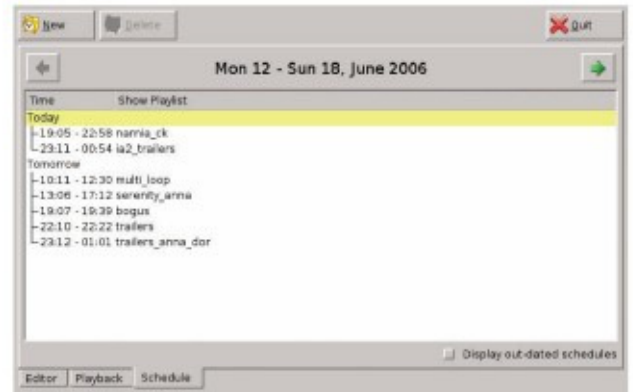 New Delete Quit
Mon 12 - Sun 18, June 2006
Time Show Playlist
Today
19:05 - 22:58 narnia_ck
23:11 - 00:54 ia2_trailers
Tomorrow
10:11 - 12:30 multi_loop
13:06 - 17:12 serenity_anna
19:07 - 19:39 bogus
22:10 - 22:22 trailers
23:12 - 01:01 trailers_anna_dor
Display out-dated schedules
Editor Playback Schedule